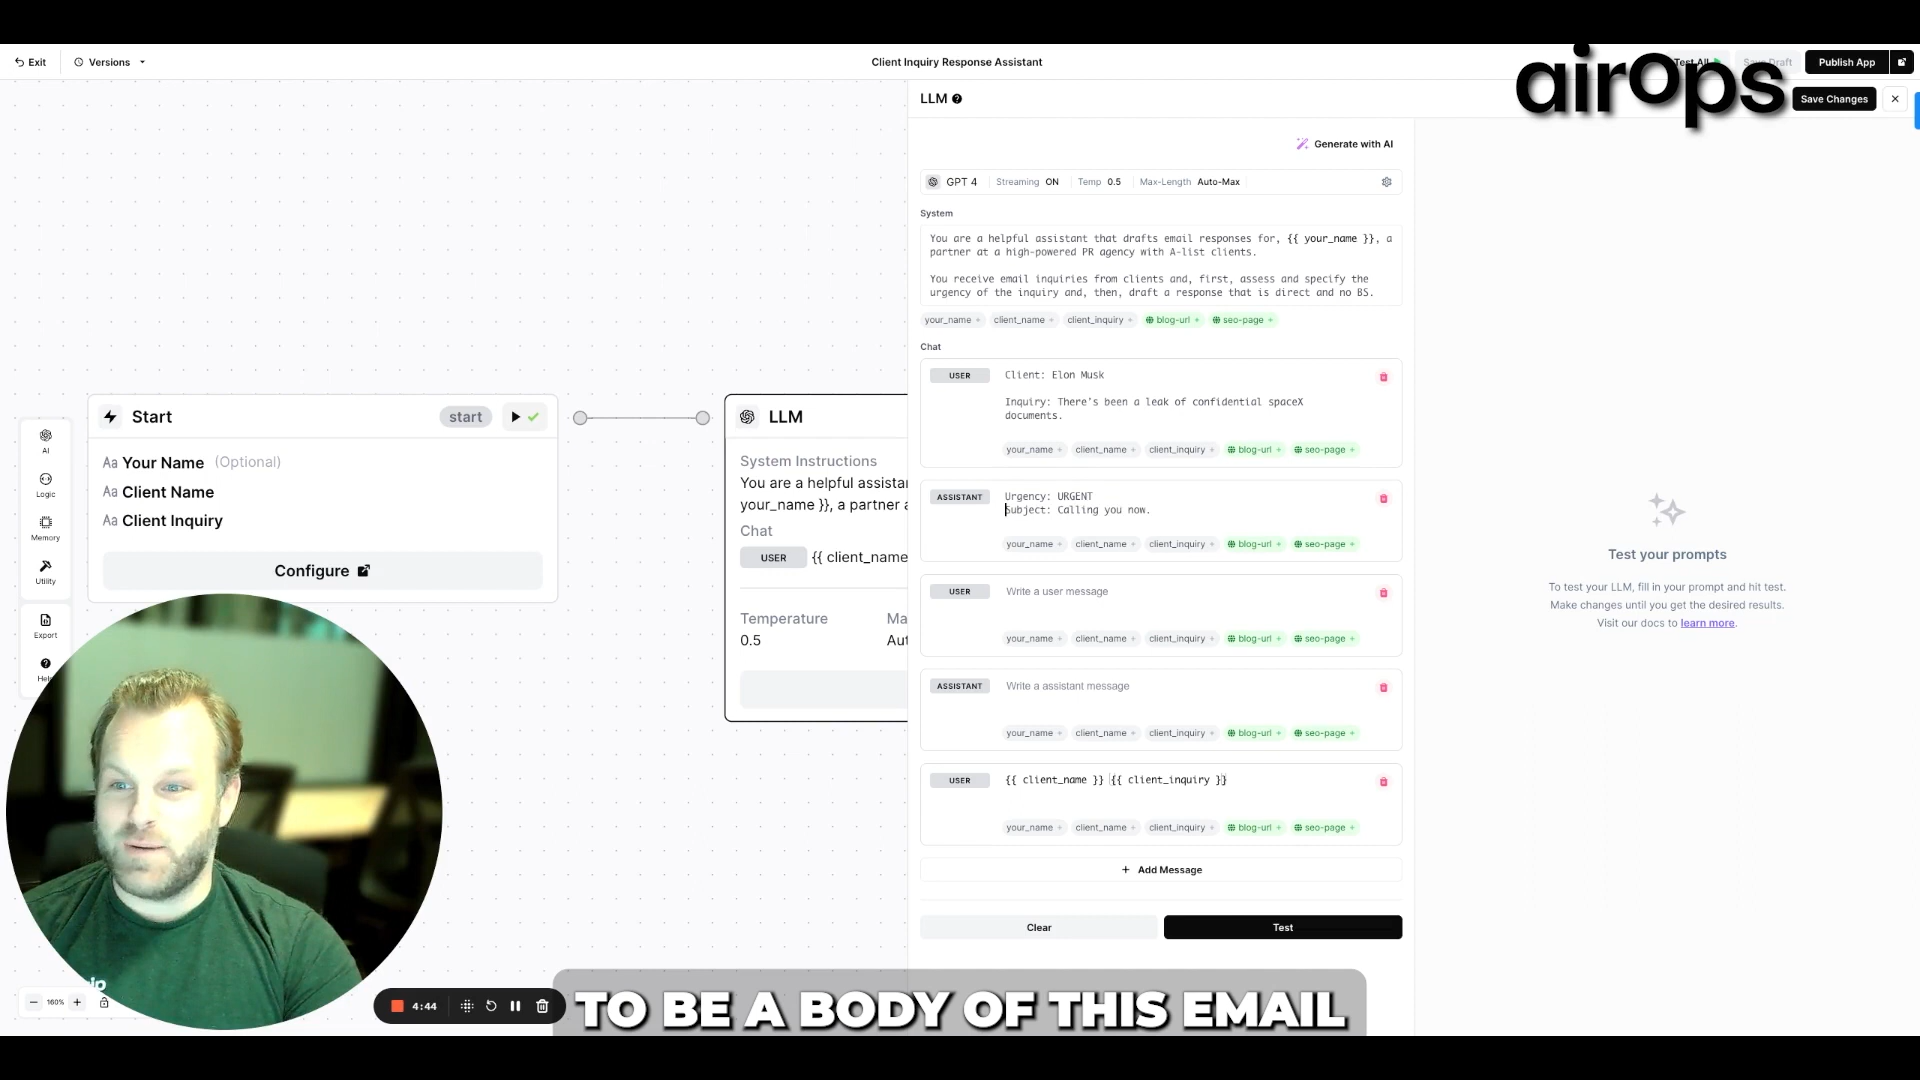 Exit
Versions
Client Inquiry Response Assistant
Test All
Save Draft
Publish App
airOps
LLM
Save Changes
Generate with AI
GPT 4
Streaming ON
Temp 0.5
Max-Length Auto-Max
System
You are a helpful assistant that drafts email responses for, {{ your_name }}, a
partner at a high-powered PR agency with A-list clients.
You receive email inquiries from clients and, first, assess and specify the
urgency of the inquiry and, then, draft a response that is direct and no BS.
your_name + client_name + client_inquiry + blog-url + seo-page +
Chat
USER
Client: Elon Musk
Inquiry: There's been a leak of confidential spaceX
documents.
your_name + client_name + client_inquiry + blog-url + seo-page +
ASSISTANT
Urgency: URGENT
Subject: Calling you now.
your_name + client_name + client_inquiry + blog-url + seo-page +
USER
Write a user message
your_name + client_name + client_inquiry + blog-url + seo-page +
ASSISTANT
Write a assistant message
your_name + client_name + client_inquiry + blog-url + seo-page +
USER
{{ client_name }} {{ client_inquiry }}
your_name + client_name + client_inquiry + blog-url + seo-page +
+ Add Message
Clear
Test
Test your prompts
To test your LLM, fill in your prompt and hit test.
Make changes until you get the desired results.
Visit our docs to learn more.
AI
Logic
Memory
Utility
Export
Start
start
Aa Your Name (Optional)
Aa Client Name
Aa Client Inquiry
Configure
LLM
System Instructions
You are a helpful assistan
your_name }}, a partner a
Chat
USER {{ client_name
Temperature
0.5
160%
4:44
TO BE A BODY OF THIS EMAIL